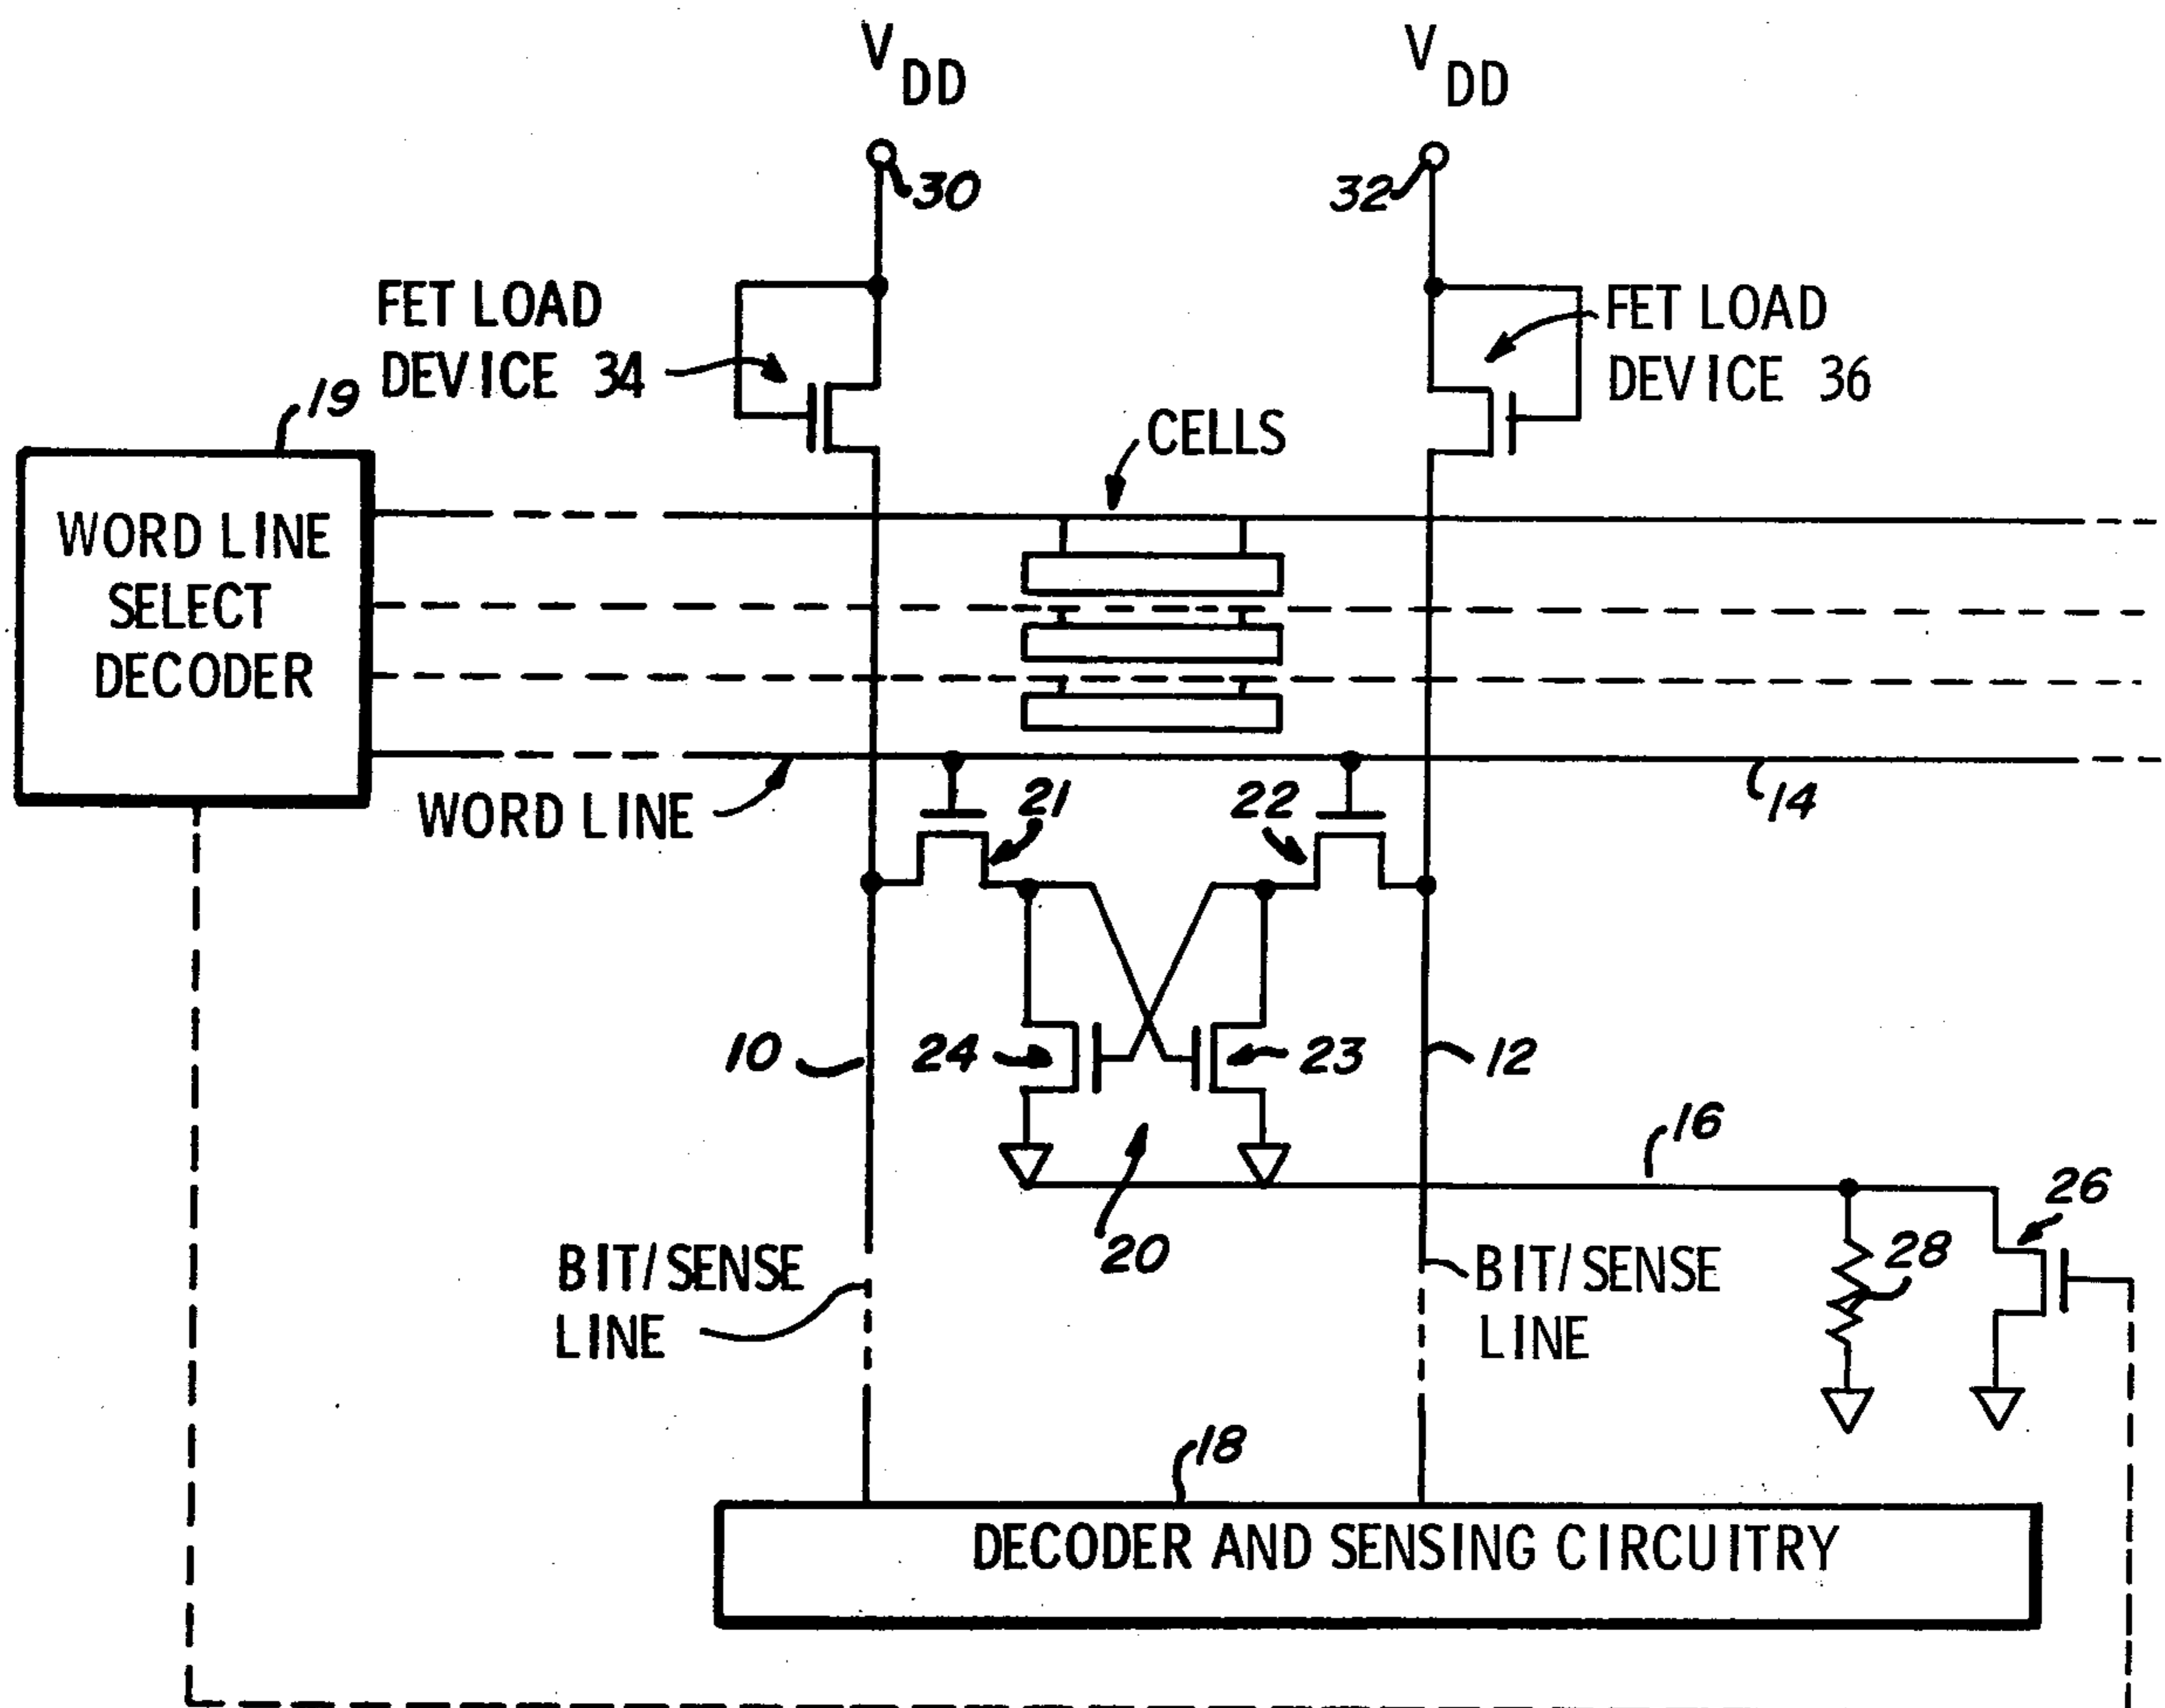 V DD
V DD
30
32
FET LOAD
DEVICE 34
FET LOAD
DEVICE 36
19
CELLS
WORD LINE
SELECT
DECODER
WORD LINE
21
22
14
10
24
23
12
16
26
20
28
BIT/SENSE
LINE
BIT/SENSE
LINE
18
DECODER AND SENSING CIRCUITRY